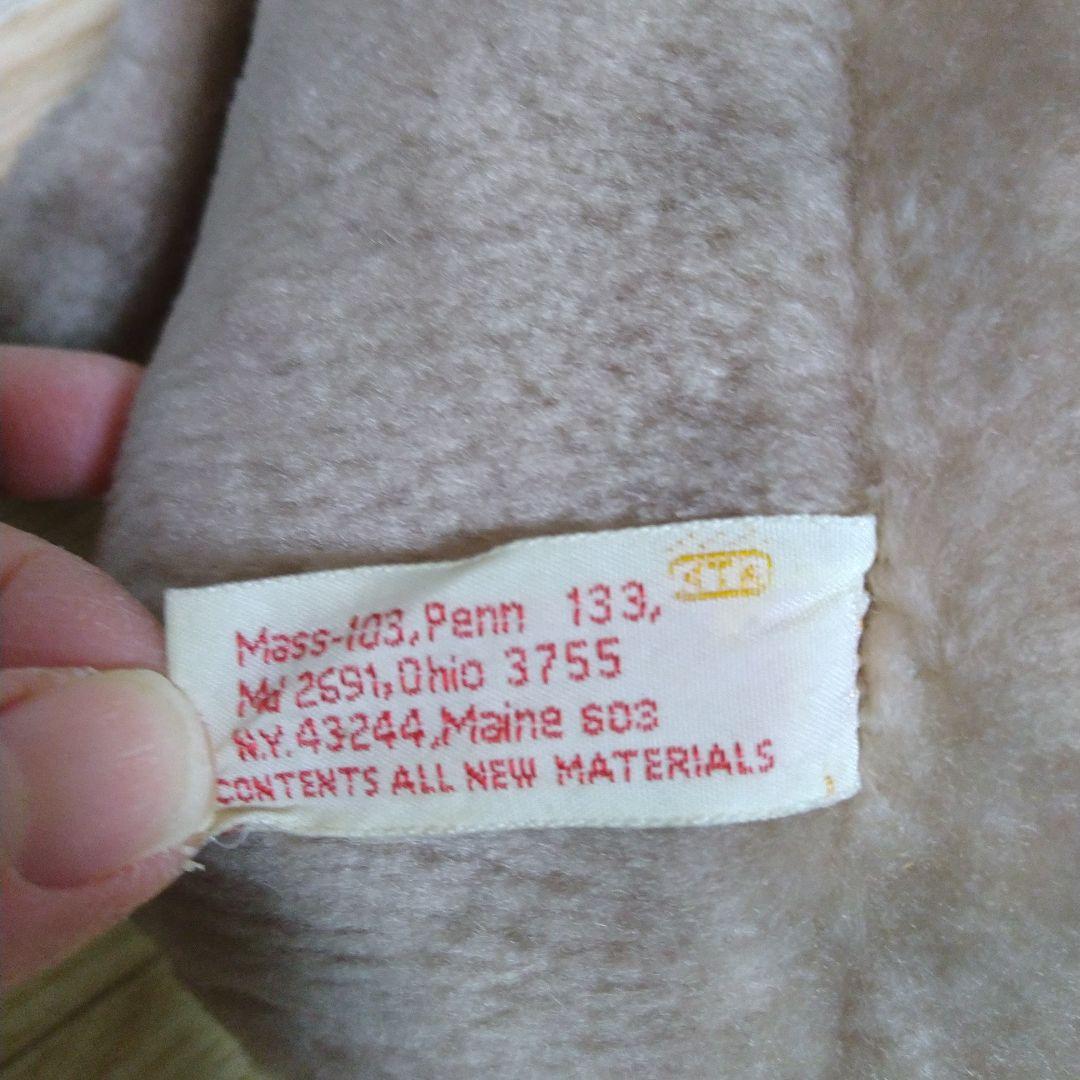 Mass-103, Penn 133,
Md 2691, Ohio 3755
N.Y. 43244, Maine 603
CONTENTS ALL NEW MATERIALS